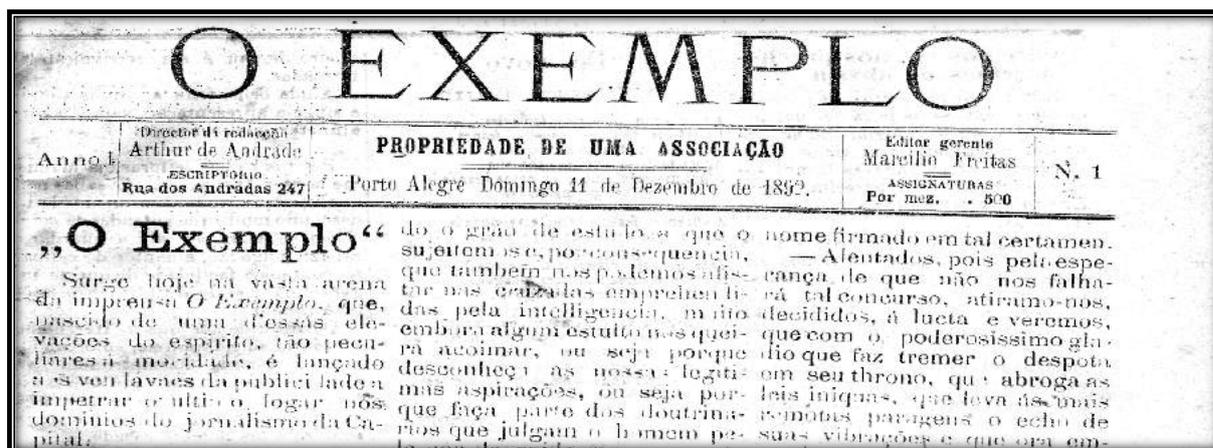 O EXEMPLO
Anno I
Director da redacção
Arthur de Andrade
ESCRIPTORIO
Rua dos Andradas 247
PROPRIEDADE DE UMA ASSOCIAÇÃO
Porto Alegre Domingo 11 de Dezembro de 1892.
Editor gerente
Marcilio Freitas
ASSIGNATURAS
Por mez. . 500
N. 1
„O Exemplo“
Surge hoje na vasta arena
da imprensa O Exemplo, que,
nascido de uma d'essas ele-
vações do espirito, tão pecu-
liares á mocidade, é lançado
aos vendavaes da publicidade a
impetrar o ultimo logar nos
dominios do jornalismo da Ca-
pital.
do o gráo de estudo a que o
sujeitemos e, por consequencia,
que tambem nos podemos alis-
tar nas cruzadas emprehendi-
das pela intelligencia, muito
embora algum estulto nos quei-
ra acoimar, ou seja porque
desconheça as nossas legiti-
mas aspirações, ou seja por-
que faça parte dos doutrina-
rios que julgam o homem pe-
nome firmado em tal certamen.
— Alentados, pois pela espe-
rança de que não nos falha-
rá tal concurso, atiramo-nos,
decididos, á lucta e veremos,
que com o poderosissimo gla-
dio que faz tremer o despota
em seu throno, que abroga as
leis iniquas, que leva ás mais
remotas paragens o echo de
suas vibrações e que ora em-